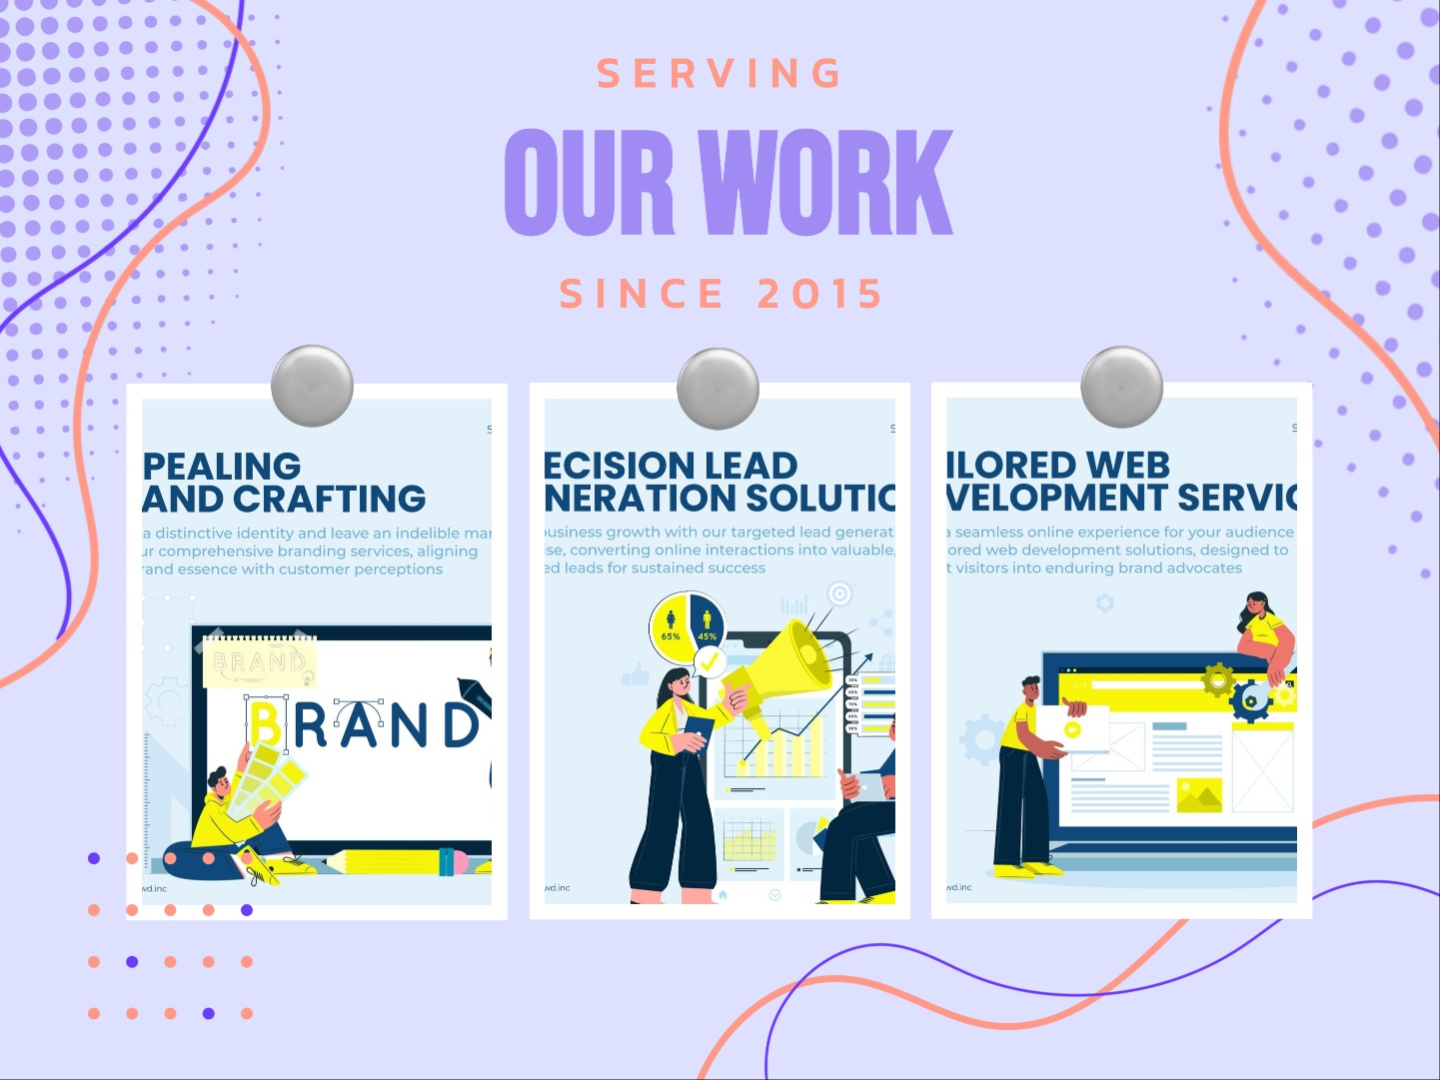 SERVING
OUR WORK
SINCE 2015
PEALING
AND CRAFTING
a distinctive identity and leave an indelible mar
ur comprehensive branding services, aligning
rand essence with customer perceptions
BRAND
BRAND
wd.inc
ECISION LEAD
NERATION SOLUTIO
business growth with our targeted lead generat
se, converting online interactions into valuable,
ed leads for sustained success
65% 45%
wd.inc
ILORED WEB
VELOPMENT SERVIC
a seamless online experience for your audience
ored web development solutions, designed to
t visitors into enduring brand advocates
wd.inc